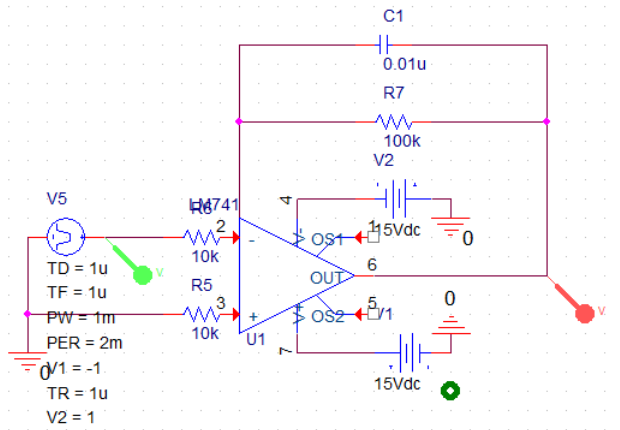 C1
0.01u
R7
100k
V2
15Vdc
0
V5
LM741
R6
2
10k
-
4
V-
OS1
1
V
OUT
6
R5
3
10k
+
U1
V+
OS2
5
V1
7
0
15Vdc
V
0
TD = 1u
TF = 1u
PW = 1m
PER = 2m
V1 = -1
TR = 1u
V2 = 1